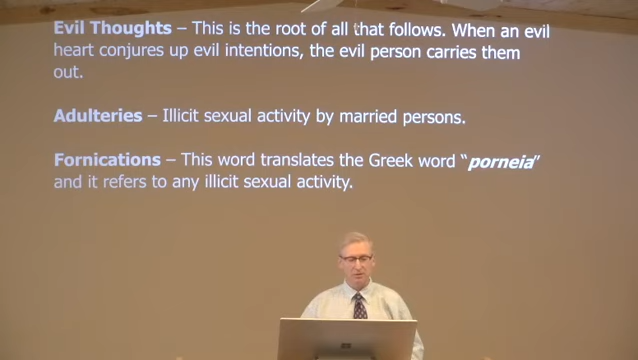 Evil Thoughts – This is the root of all that follows. When an evil
heart conjures up evil intentions, the evil person carries them
out.
Adulteries – Illicit sexual activity by married persons.
Fornications – This word translates the Greek word “porneia”
and it refers to any illicit sexual activity.